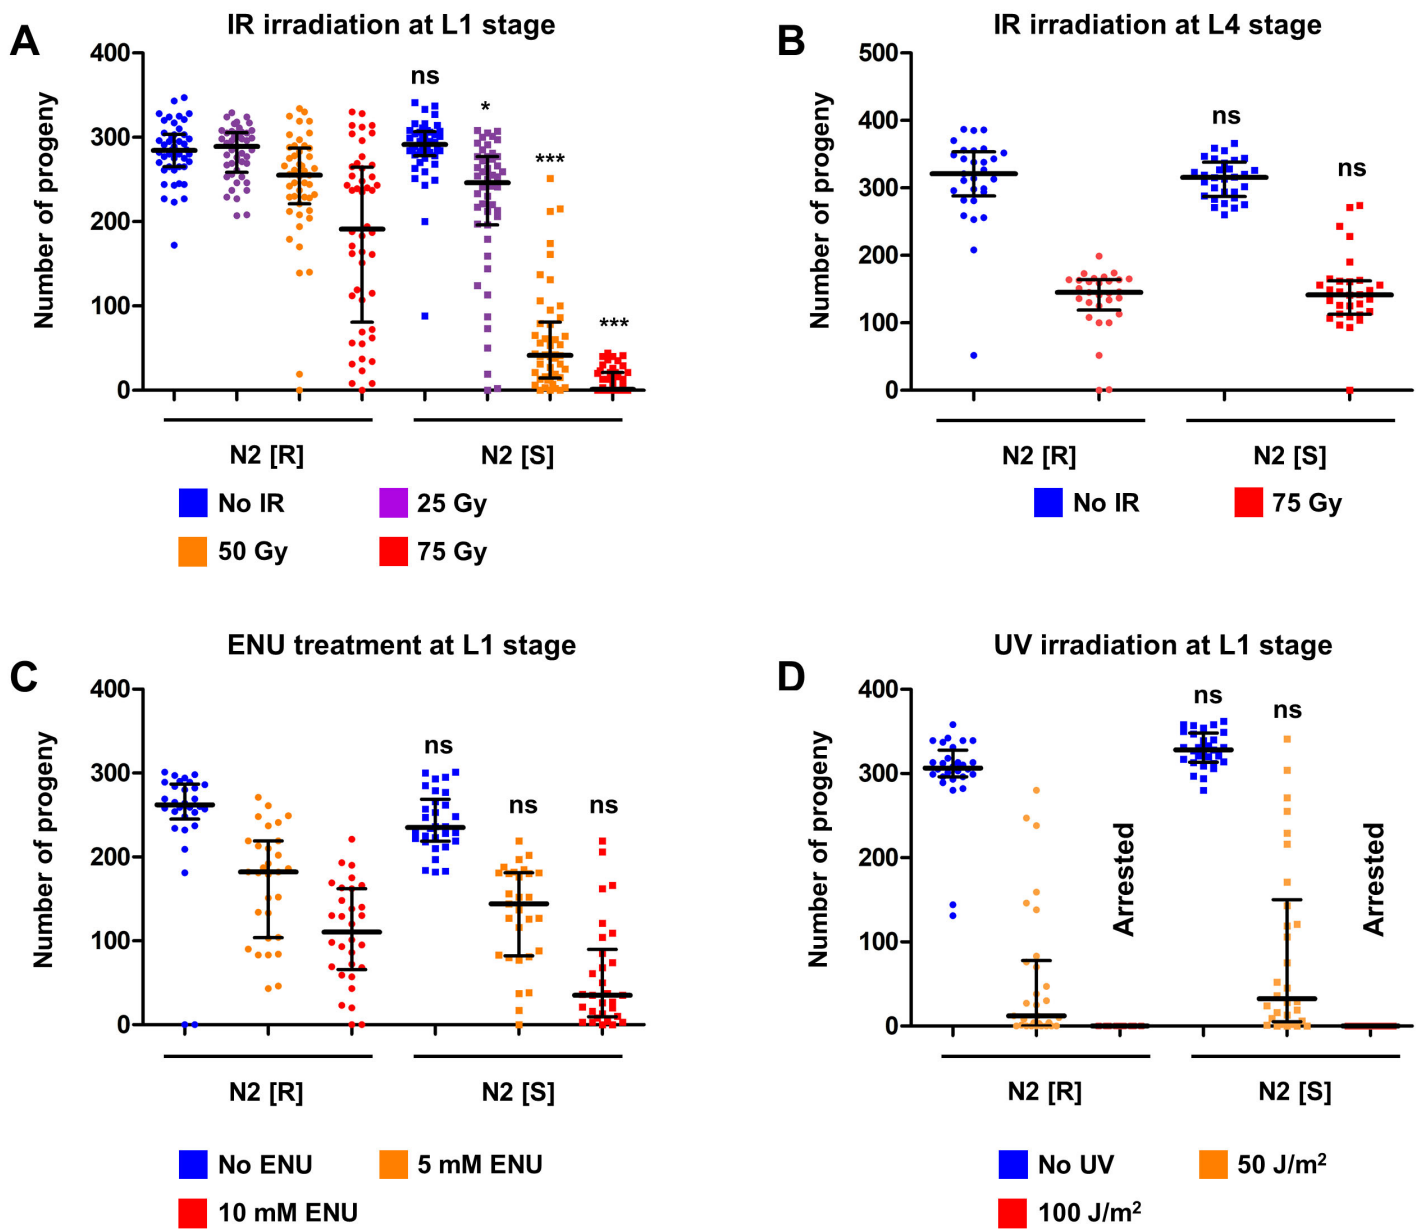 A
IR irradiation at L1 stage
Number of progeny
400
300
200
100
0
ns
*
***
***
N2 [R]
N2 [S]
No IR
25 Gy
50 Gy
75 Gy
B
IR irradiation at L4 stage
Number of progeny
500
400
300
200
100
0
ns
ns
N2 [R]
N2 [S]
No IR
75 Gy
C
ENU treatment at L1 stage
Number of progeny
400
300
200
100
0
ns
ns
ns
N2 [R]
N2 [S]
No ENU
5 mM ENU
10 mM ENU
D
UV irradiation at L1 stage
Number of progeny
400
300
200
100
0
Arrested
ns
ns
Arrested
N2 [R]
N2 [S]
No UV
50 J/m²
100 J/m²